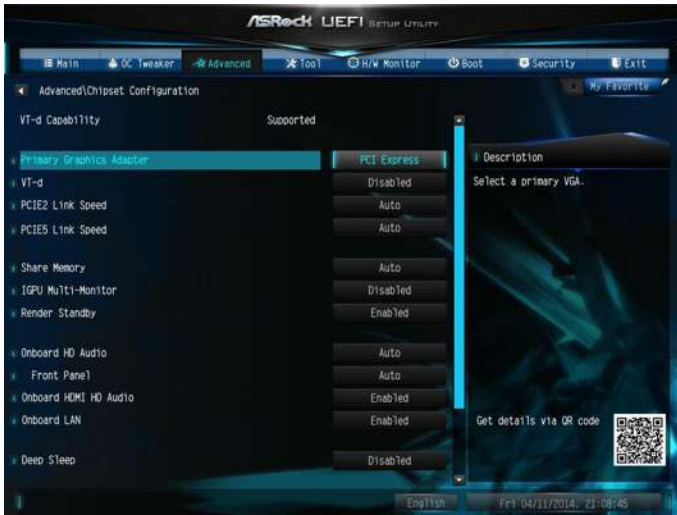 ASRock UEFI SETUP UTILITY
Main OC Tweaker Advanced Tool H/W Monitor Boot Security Exit
Advanced\Chipset Configuration
My Favorite
VT-d Capability Supported
Primary Graphics Adapter PCI Express
VT-d Disabled
PCIE2 Link Speed Auto
PCIE5 Link Speed Auto
Share Memory Auto
IGPU Multi-Monitor Disabled
Render Standby Enabled
Onboard HD Audio Auto
Front Panel Auto
Onboard HDMI HD Audio Enabled
Onboard LAN Enabled
Deep Sleep Disabled
Description
Select a primary VGA.
Get details via QR code
English
Fri 04/11/2014, 21:08:45